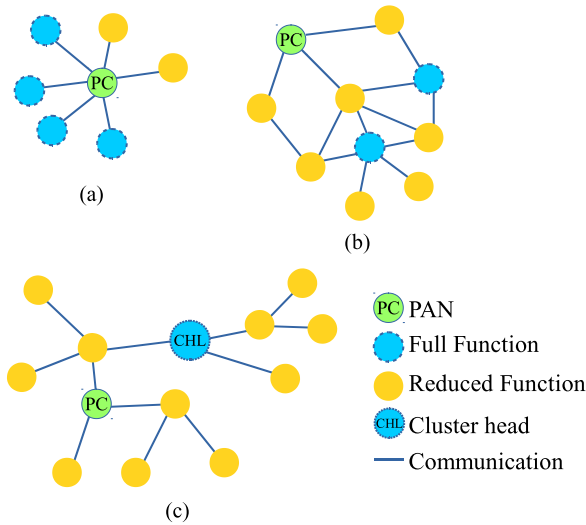 PC
(a)
PC
(b)
CHL
PC
(c)
PC PAN
Full Function
Reduced Function
CHL Cluster head
Communication